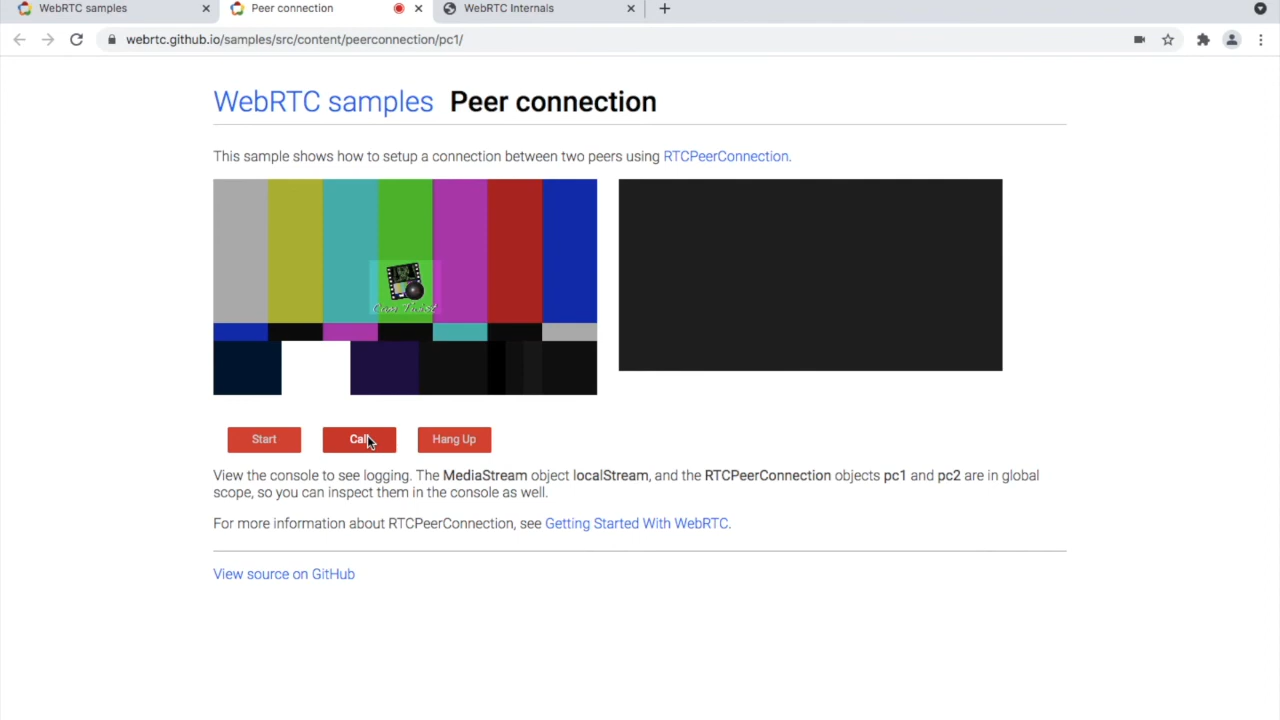 WebRTC samples
Peer connection
WebRTC Internals
webrtc.github.io/samples/src/content/peerconnection/pc1/
WebRTC samples Peer connection
This sample shows how to setup a connection between two peers using RTCPeerConnection.
Cam Twist
Start
Call
Hang Up
View the console to see logging. The MediaStream object localStream, and the RTCPeerConnection objects pc1 and pc2 are in global
scope, so you can inspect them in the console as well.
For more information about RTCPeerConnection, see Getting Started With WebRTC.
View source on GitHub